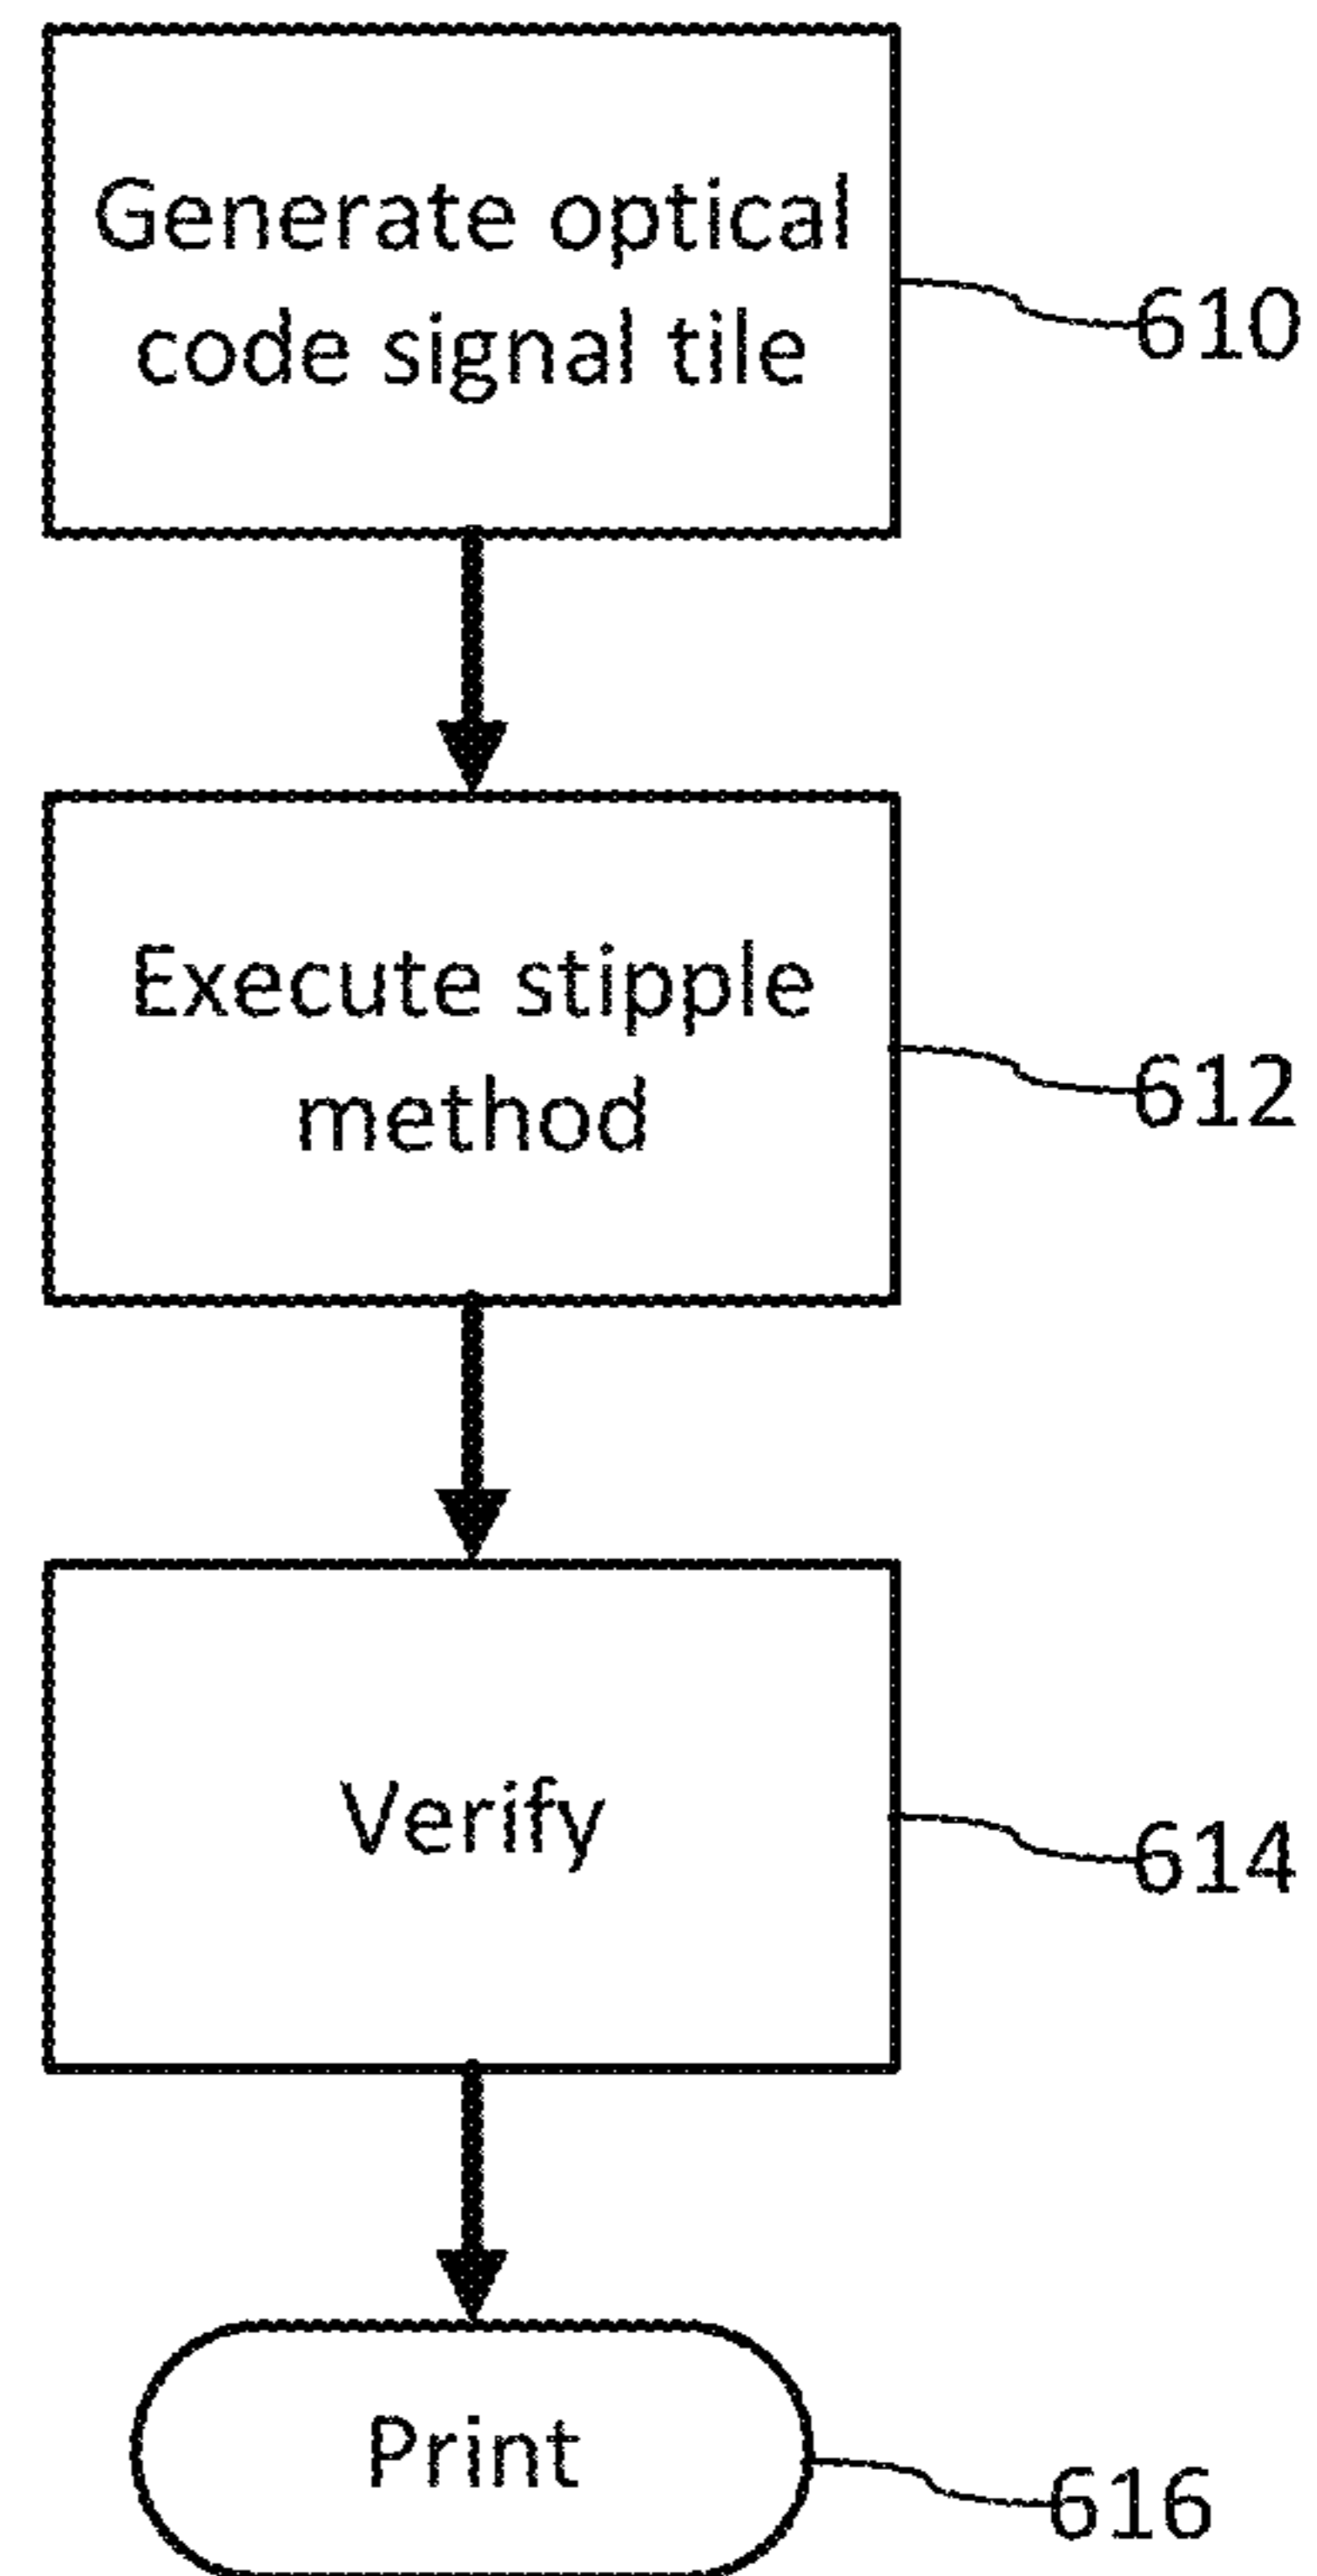 Generate optical
code signal tile
610
Execute stipple
method
612
Verify
614
Print
616